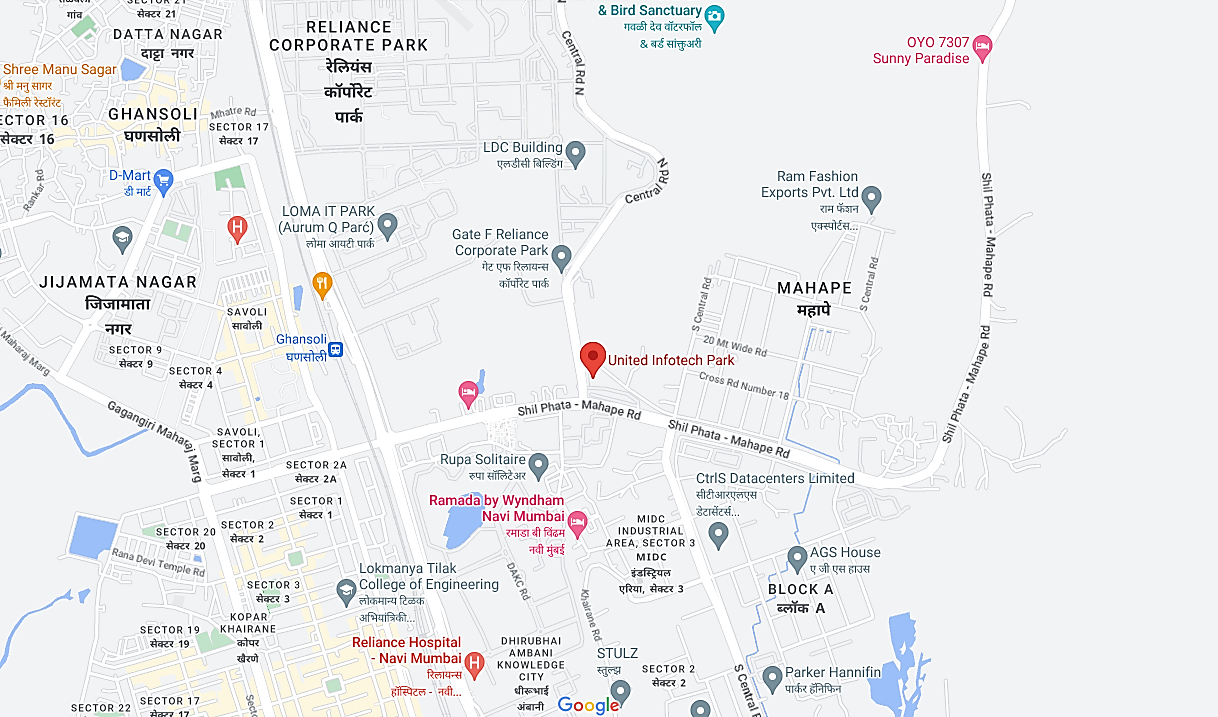 SECTOR 21
सेक्टर 21
गांव
DATTA NAGAR
दाट्टा नगर
Shree Manu Sagar
श्री मनु सागर
फैमिली रेस्टॉरंट
GHANSOLI
घणसोली
Mhatre Rd
SECTOR 17
सेक्टर 17
सेक्टर 16
D-Mart
डी मार्ट
Rankar Rd
RELIANCE
CORPORATE PARK
रेलियंस
कॉर्पोरेट
पार्क
Central Rd N
& Bird Sanctuary
गवळी देव वॉटरफॉल
& बर्ड सांक्तुअरी
OYO 7307
Sunny Paradise
LDC Building
एलडीसी बिल्डिंग
Central Rd N
Ram Fashion
Exports Pvt. Ltd
राम फॅशन
एक्स्पोर्टस...
Shil Phata - Mahape Rd
LOMA IT PARK
(Aurum Q Parć)
लोमा आयटी पार्क
Gate F Reliance
Corporate Park
गेट एफ रिलायन्स
कॉर्पोरेट पार्क
JIJAMATA NAGAR
जिजामाता
नगर
SAVOLI
सावोली
MAHAPE
महापे
S Central Rd
S Central Rd
20 Mt Wide Rd
Cross Rd Number 18
Ghansoli
घणसोली
SECTOR 9
सेक्टर 9
SECTOR 4
सेक्टर 4
United Infotech Park
Shil Phata - Mahape Rd
Gagangiri Maharaj Marg
Shil Phata - Mahape Rd
Shil Phata - Mahape Rd
SAVOLI,
SECTOR 1
सावोली,
सेक्टर 1
SECTOR 2A
सेक्टर 2A
Rupa Solitaire
रुपा सॉलिटेअर
CtrlS Datacenters Limited
सीटीआरएलएस
डेटासेंटर्स...
SECTOR 1
सेक्टर 1
Ramada by Wyndham
Navi Mumbai
रमाडा बी विंढम
नवी मुंबई
MIDC
INDUSTRIAL
AREA, SECTOR 3
MIDC
इंडस्ट्रियल
एरिया, सेक्टर 3
SECTOR 20
सेक्टर 20
SECTOR 2
सेक्टर 2
Rana Devi Temple Rd
AGS House
ए जी एस हाउस
Lokmanya Tilak
College of Engineering
लोकमान्य टिळक
अभियांत्रिकी...
DAKC Rd
Khairane Rd
BLOCK A
ब्लॉक A
SECTOR 3
सेक्टर 3
KOPAR
KHAIRANE
कोपर
खैरणे
SECTOR 19
सेक्टर 19
Reliance Hospital
- Navi Mumbai
रिलायन्स
हॉस्पिटल - नवी...
DHIRUBHAI
AMBANI
KNOWLEDGE
CITY
धीरूभाई
अंबानी
STULZ
स्तुल्झ
SECTOR 2
सेक्टर 2
Parker Hannifin
पार्कर हॅनिफिन
S Central Rd
SECTOR 22
SECTOR 17
सेक्टर 17
Google